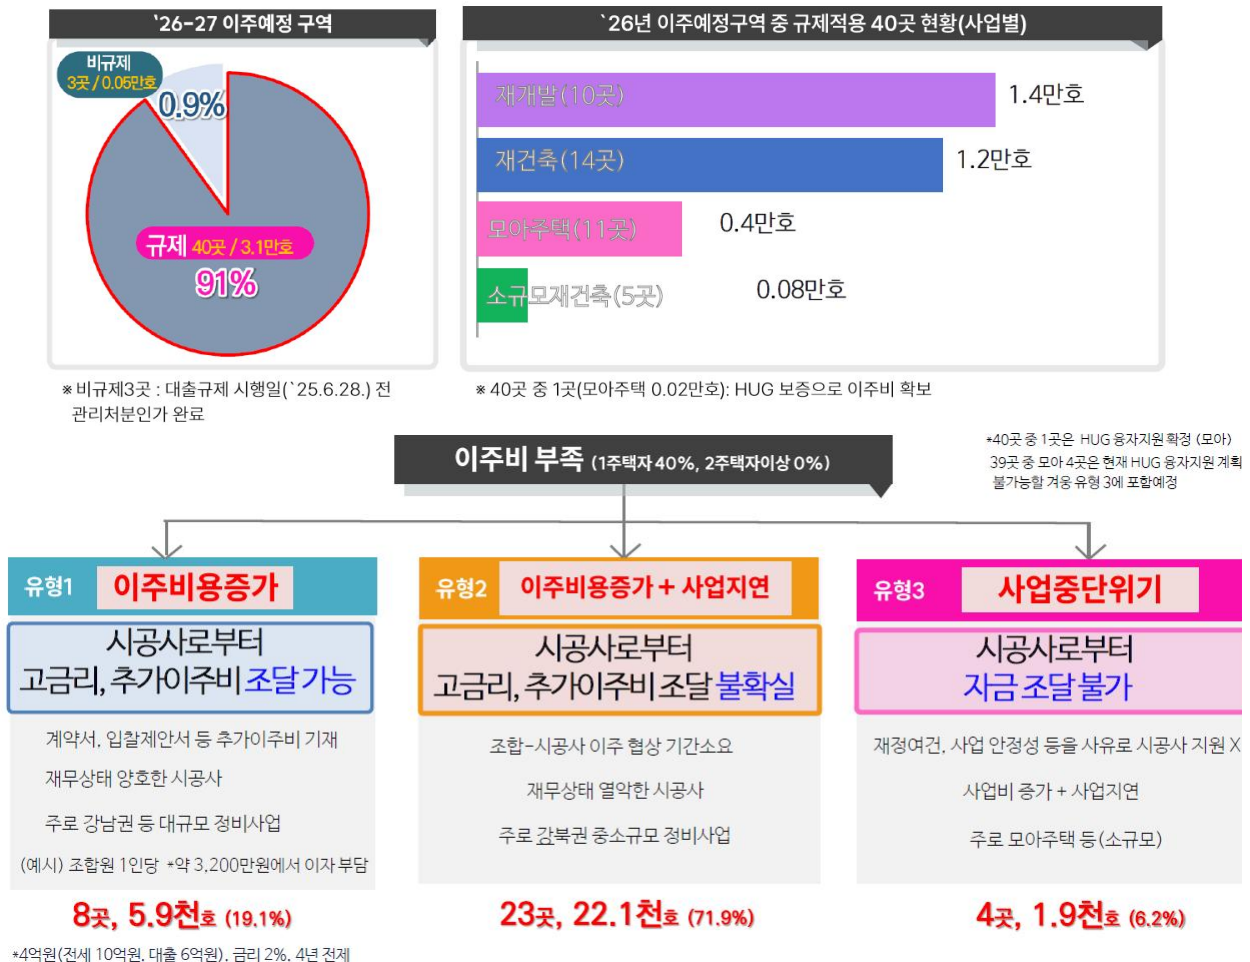 '26-27 이주예정 구역
비규제
3곳 / 0.05만호
0.9%
규제 40곳 / 3.1만호
91%
※ 비규제3곳 : 대출규제 시행일(`25.6.28.) 전
관리처분인가 완료
`26년 이주예정구역 중 규제적용 40곳 현황(사업별)
재개발(10곳) 1.4만호
재건축(14곳) 1.2만호
모아주택(11곳) 0.4만호
소규모재건축(5곳) 0.08만호
※ 40곳 중 1곳(모아주택 0.02만호): HUG 보증으로 이주비 확보
이주비 부족 (1주택자 40%, 2주택자이상 0%)
*40곳 중 1곳은 HUG 융자지원 확정 (모아)
39곳 중 모아 4곳은 현재 HUG 융자지원 계획
불가능할 겨웅 유형 3에 포함예정
유형1 이주비용증가
시공사로부터
고금리, 추가이주비 조달 가능
계약서, 입찰제안서 등 추가이주비 기재
재무상태 양호한 시공사
주로 강남권 등 대규모 정비사업
(예시) 조합원 1인당 *약 3,200만원에서 이자 부담
8곳, 5.9천호 (19.1%)
*4억원(전세 10억원, 대출 6억원), 금리 2%, 4년 전제
유형2 이주비용증가 + 사업지연
시공사로부터
고금리, 추가이주비 조달 불확실
조합-시공사 이주 협상 기간소요
재무상태 열악한 시공사
주로 강북권 중소규모 정비사업
23곳, 22.1천호 (71.9%)
유형3 사업중단위기
시공사로부터
자금 조달 불가
재정여건, 사업 안정성 등을 사유로 시공사 지원 X
사업비 증가 + 사업지연
주로 모아주택 등(소규모)
4곳, 1.9천호 (6.2%)